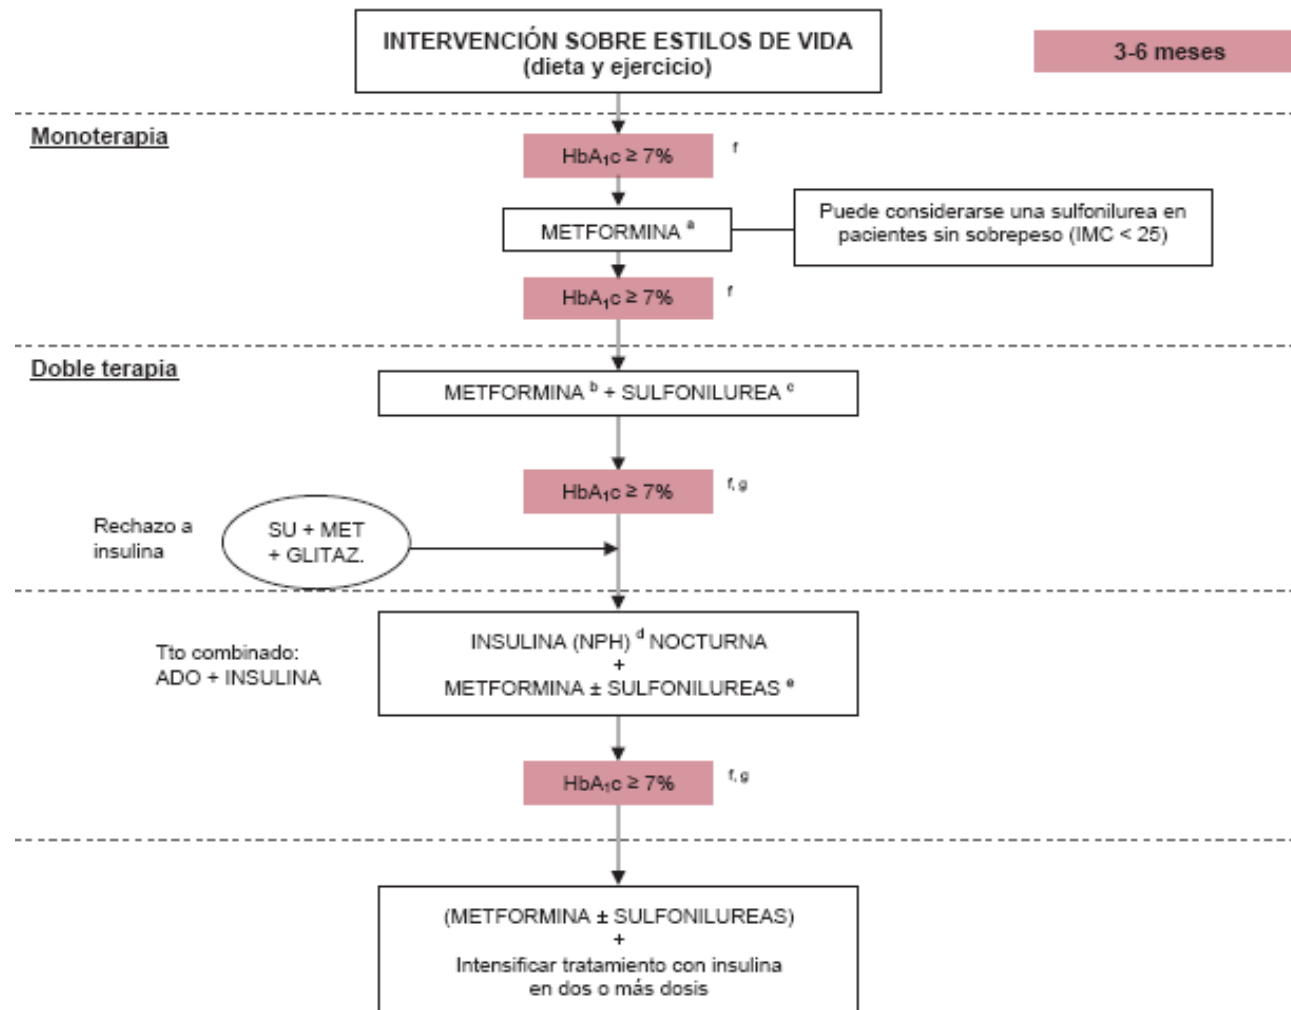 INTERVENCIÓN SOBRE ESTILOS DE VIDA
(dieta y ejercicio)
3-6 meses
Monoterapia
HbA₁c ≥ 7% f
METFORMINA a
Puede considerarse una sulfonilurea en
pacientes sin sobrepeso (IMC < 25)
HbA₁c ≥ 7% f
Doble terapia
METFORMINA b + SULFONILUREA c
HbA₁c ≥ 7% f, g
Rechazo a
insulina
SU + MET
+ GLITAZ.
Tto combinado:
ADO + INSULINA
INSULINA (NPH) d NOCTURNA
+
METFORMINA ± SULFONILUREAS e
HbA₁c ≥ 7% f, g
(METFORMINA ± SULFONILUREAS)
+
Intensificar tratamiento con insulina
en dos o más dosis